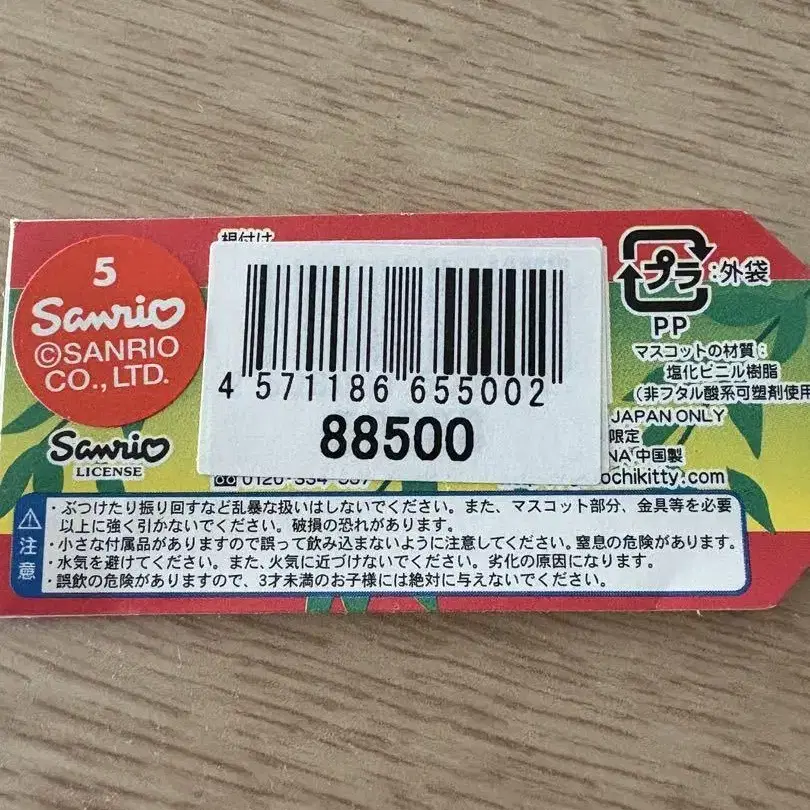 根付け
5
Sanrio
©SANRIO
CO., LTD.
Sanrio
LICENSE
4 571186 655002
88500
プラ:外袋
PP
マスコットの材質:
塩化ビニル樹脂
(非フタル酸系可塑剤使用
JAPAN ONLY
限定
NA 中国製
ochikitty.com
注意
・ぶつけたり振り回すなど乱暴な扱いはしないでください。また、マスコット部分、金具等を必要
以上に強く引かないでください。破損の恐れがあります。
・小さな付属品がありますので誤って飲み込まないように注意してください。窒息の危険があります。
・水気を避けてください。また、火気に近づけないでください。劣化の原因になります。
・誤飲の危険がありますので、3才未満のお子様には絶対に与えないでください。